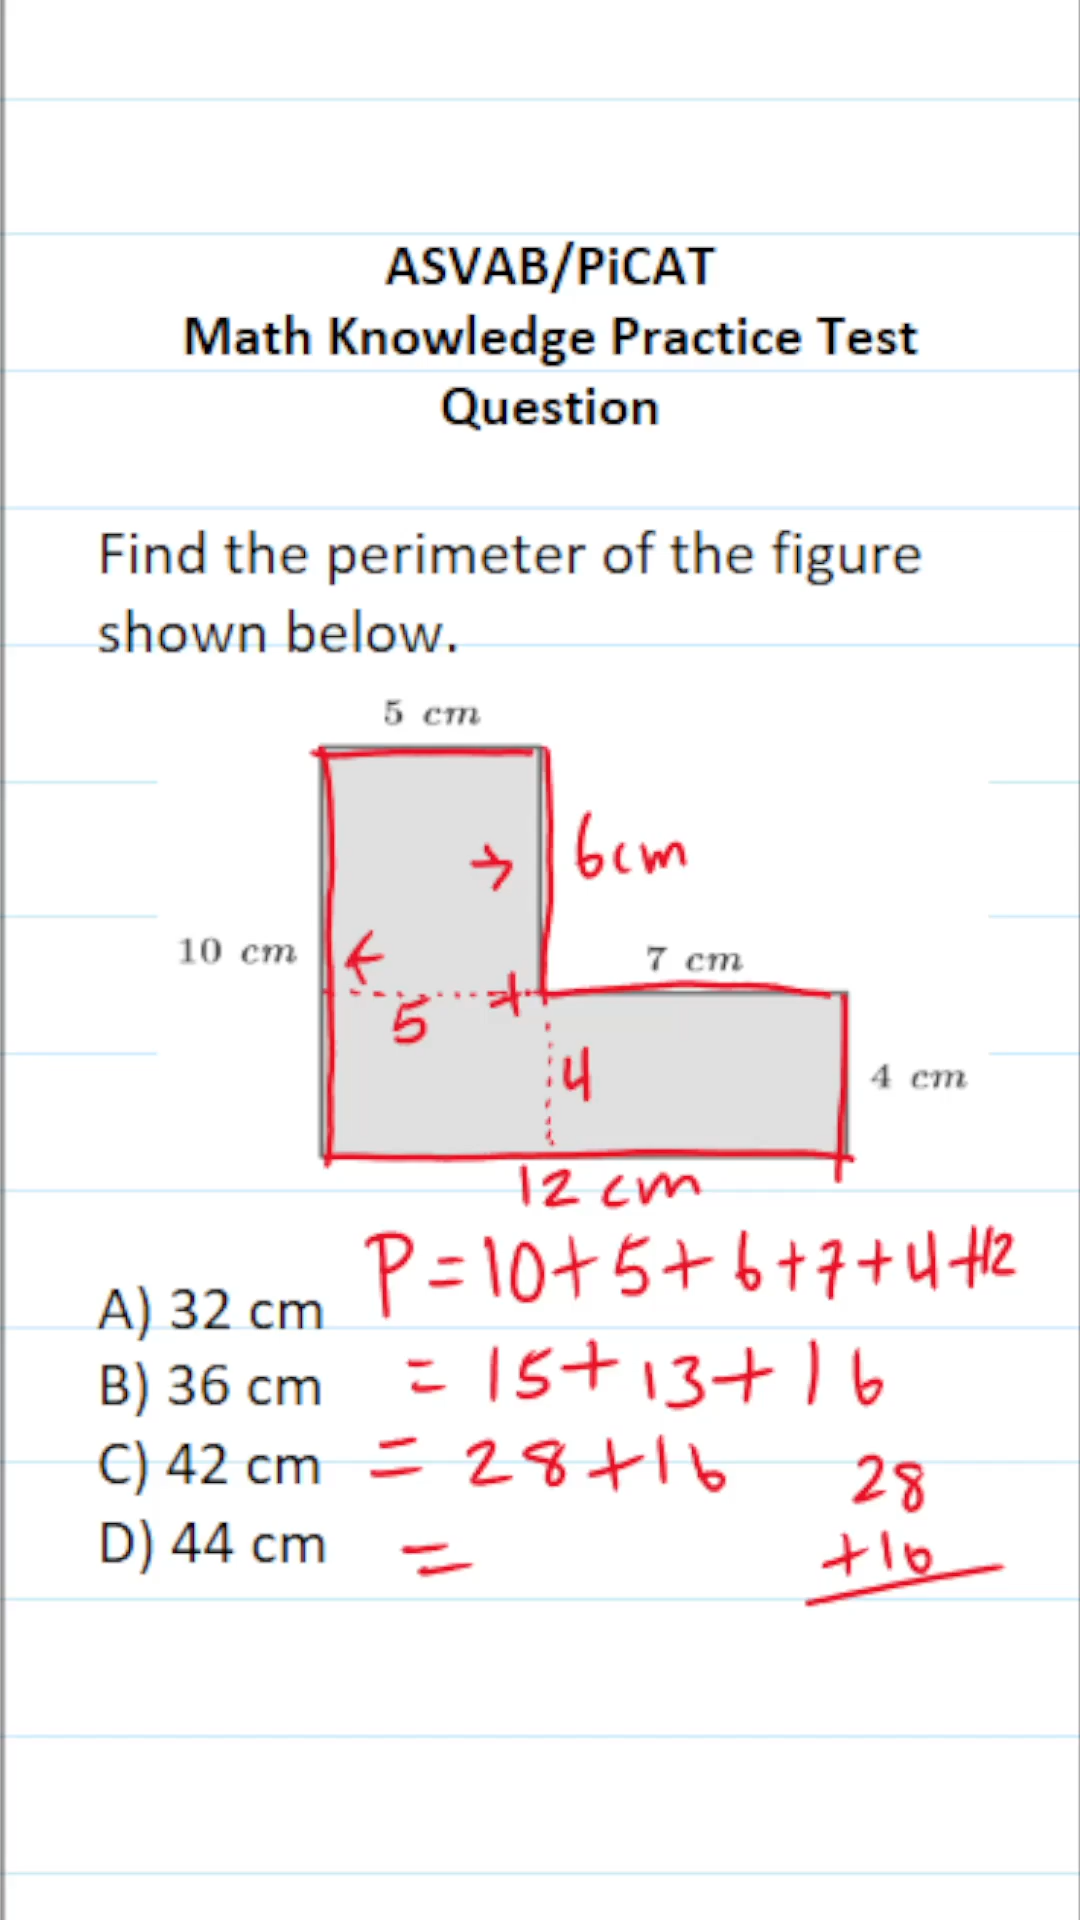 ASVAB/PiCAT
Math Knowledge Practice Test
Question
Find the perimeter of the figure
shown below.
5 cm
6cm
10 cm
7 cm
5
4
4 cm
12 cm
P=10+5+6+7+4+12
A) 32 cm
= 15+13+16
B) 36 cm
= 28+16
C) 42 cm
28
+16
D) 44 cm
=